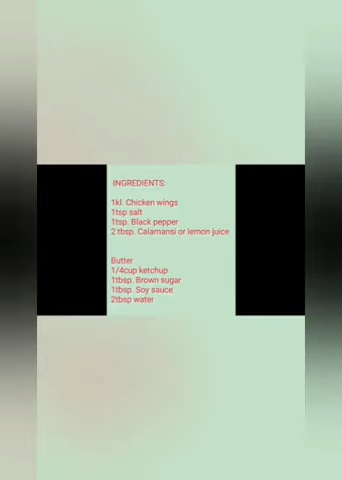 INGREDIENTS:
1kl. Chicken wings
1tsp salt
1tsp. Black pepper
2 tbsp. Calamansi or lemon juice
Butter
1/4cup ketchup
1tbsp. Brown sugar
1tbsp. Soy sauce
2tbsp water